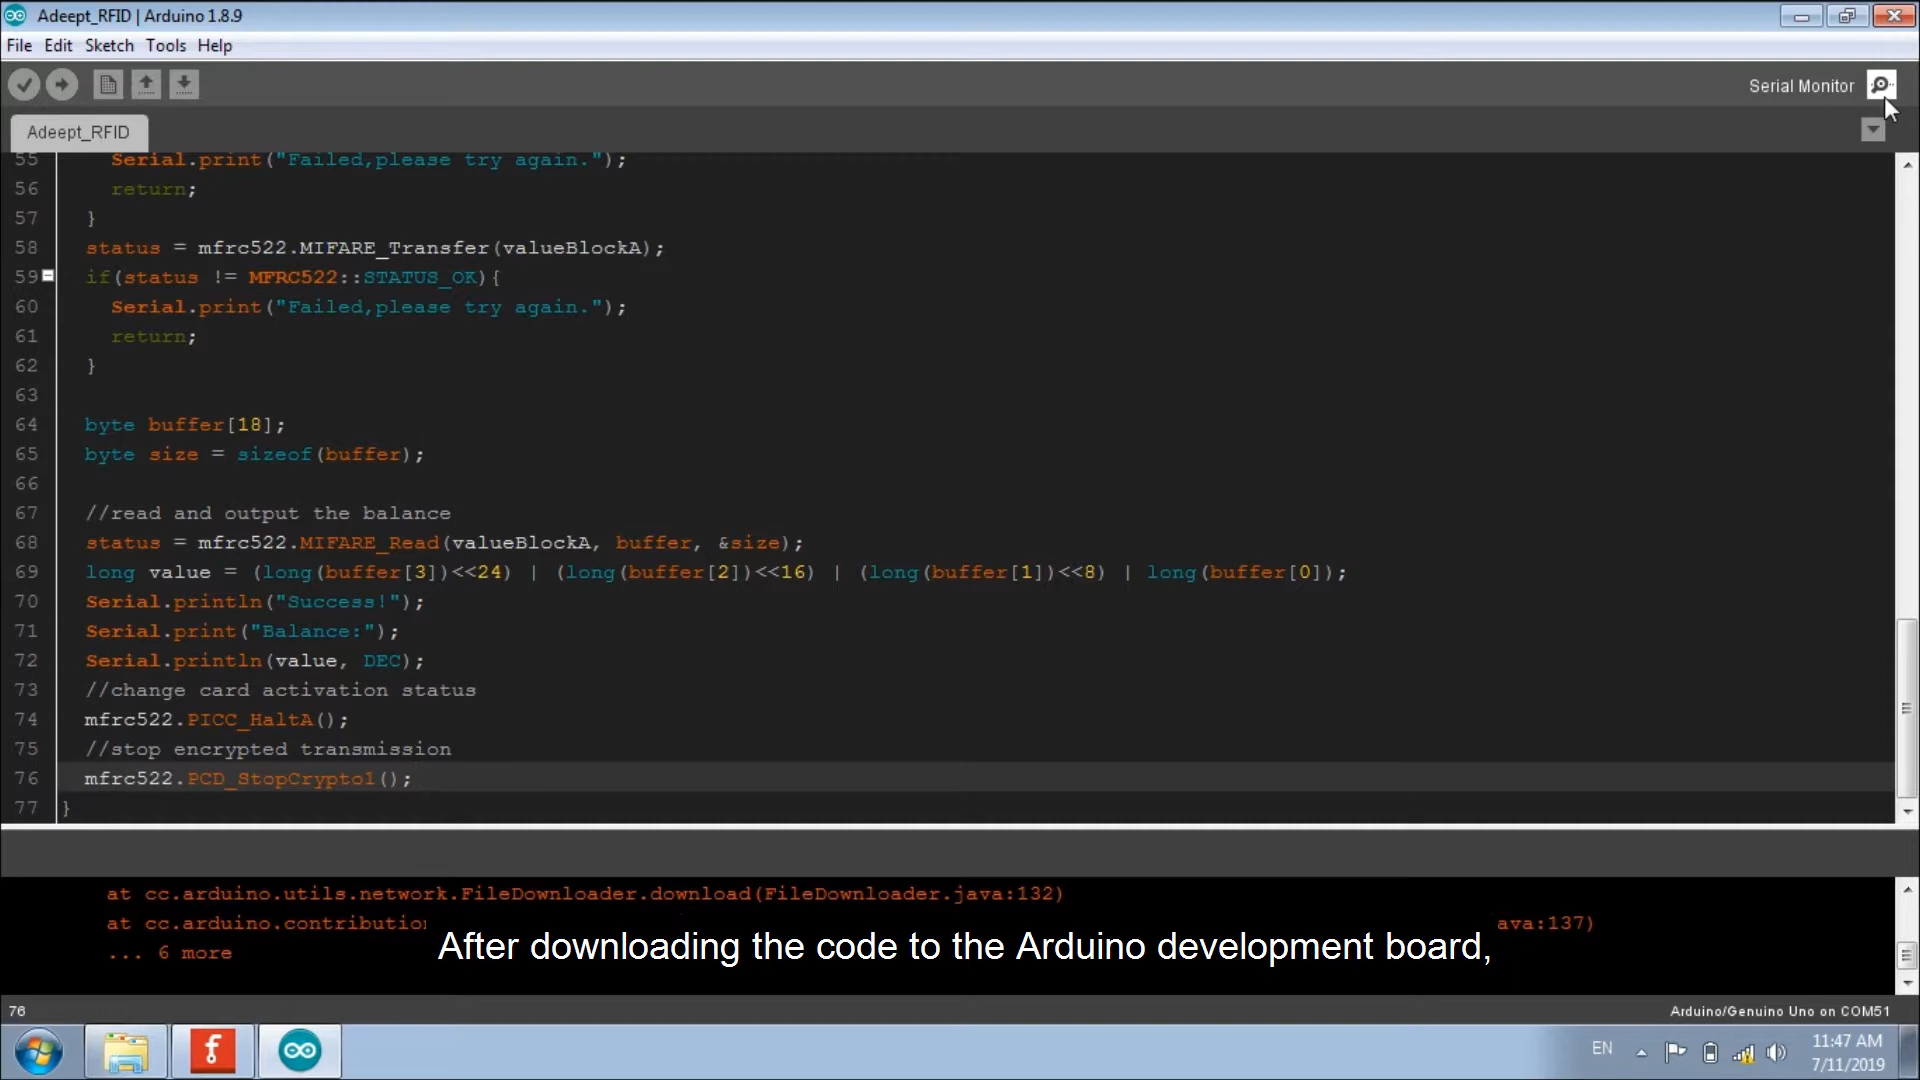 Adeept_RFID | Arduino 1.8.9
File Edit Sketch Tools Help
Serial Monitor
Adeept_RFID
55 Serial.print("Failed,please try again.");
56 return;
57 }
58 status = mfrc522.MIFARE_Transfer(valueBlockA);
59 if(status != MFRC522::STATUS_OK){
60 Serial.print("Failed,please try again.");
61 return;
62 }
63
64 byte buffer[18];
65 byte size = sizeof(buffer);
66
67 //read and output the balance
68 status = mfrc522.MIFARE_Read(valueBlockA, buffer, &size);
69 long value = (long(buffer[3])<<24) | (long(buffer[2])<<16) | (long(buffer[1])<<8) | long(buffer[0]);
70 Serial.println("Success!");
71 Serial.print("Balance:");
72 Serial.println(value, DEC);
73 //change card activation status
74 mfrc522.PICC_HaltA();
75 //stop encrypted transmission
76 mfrc522.PCD_StopCrypto1();
77 }
at cc.arduino.utils.network.FileDownloader.download(FileDownloader.java:132)
at cc.arduino.contribution ava:137)
... 6 more
After downloading the code to the Arduino development board,
76 Arduino/Genuino Uno on COM51
EN
11:47 AM
7/11/2019